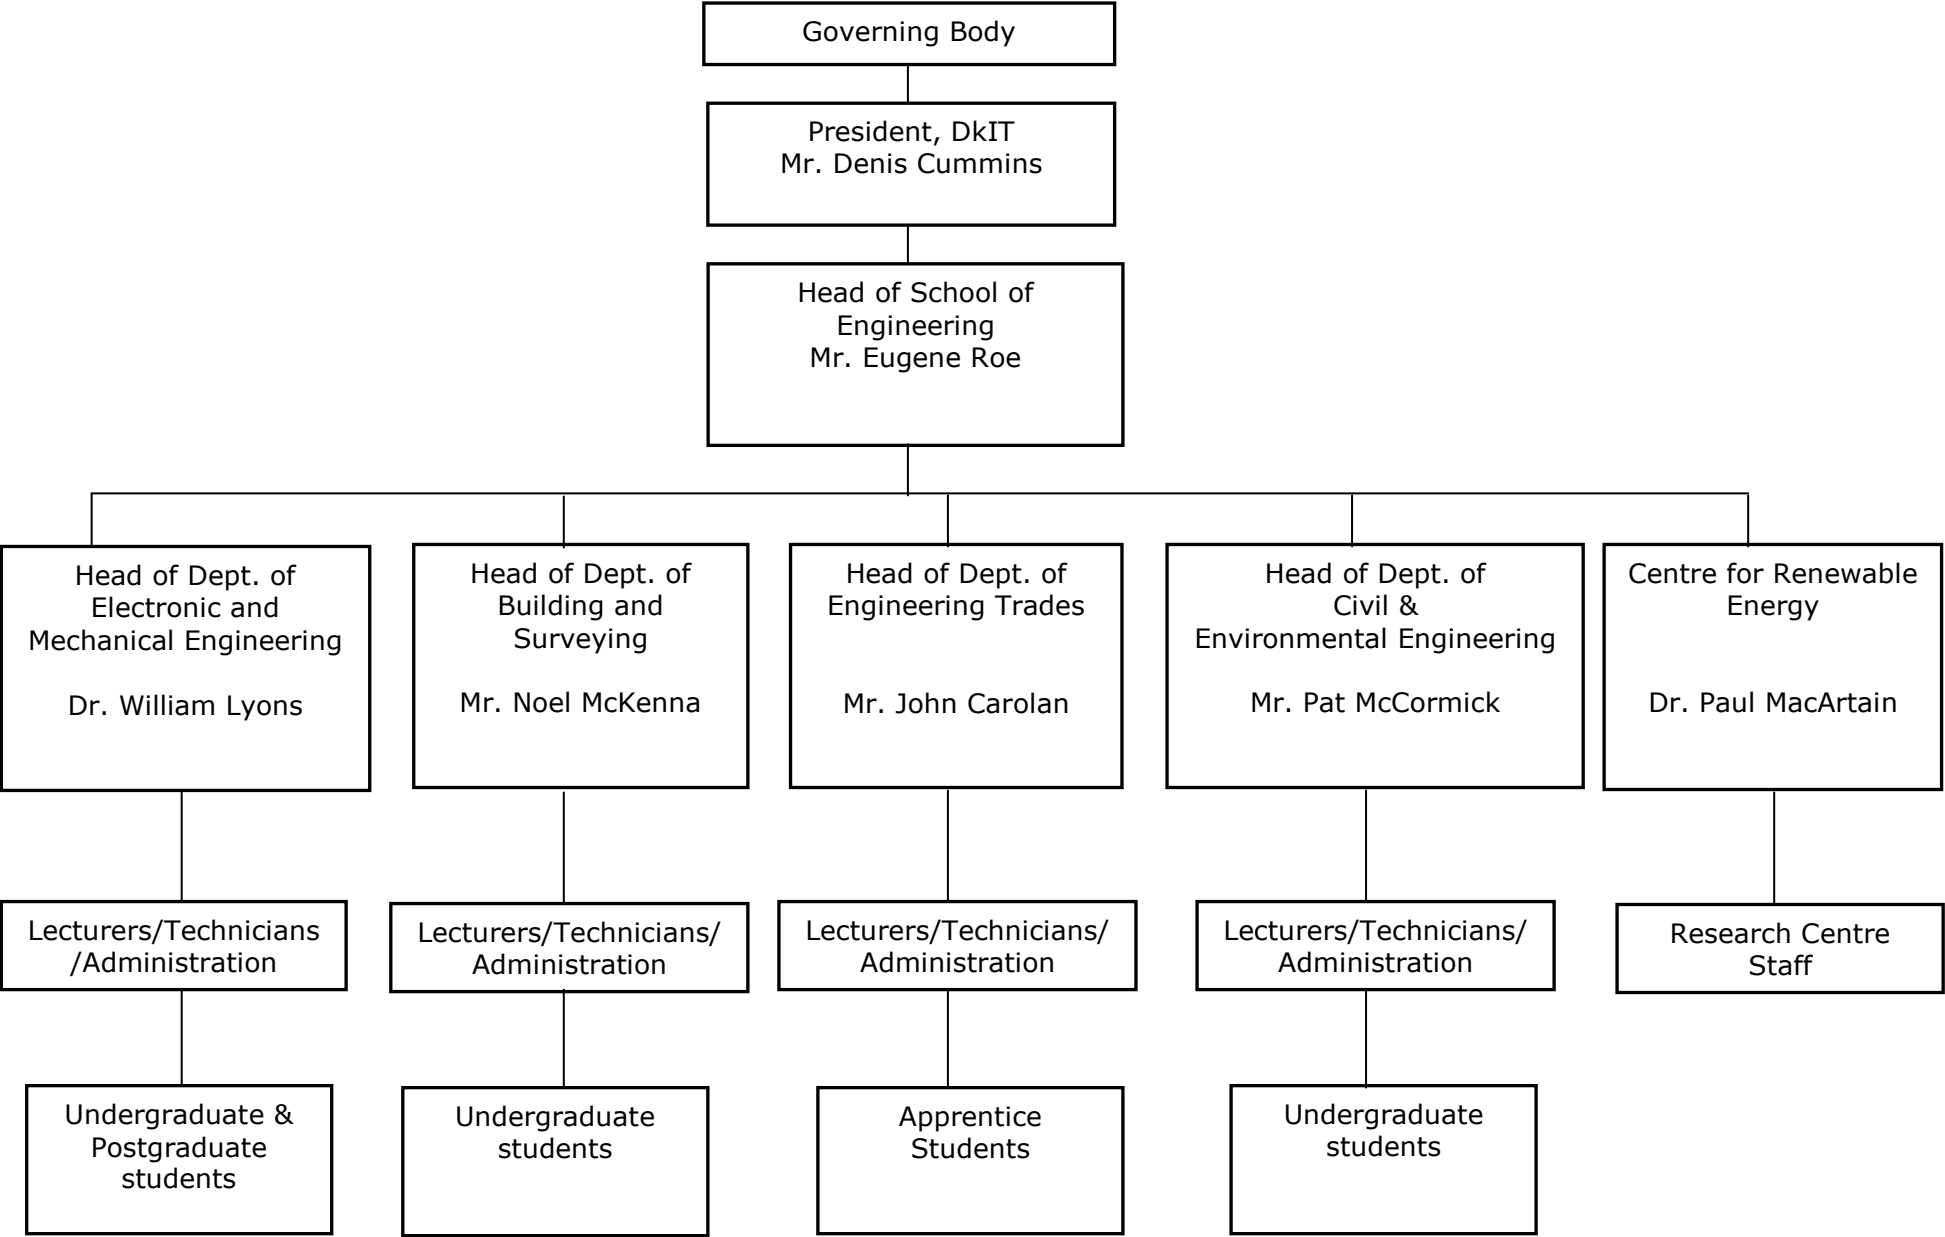 Governing Body
President, DkIT
Mr. Denis Cummins
Head of School of
Engineering
Mr. Eugene Roe
Head of Dept. of
Electronic and
Mechanical Engineering
Dr. William Lyons
Head of Dept. of
Building and
Surveying
Mr. Noel McKenna
Head of Dept. of
Engineering Trades
Mr. John Carolan
Head of Dept. of
Civil &
Environmental Engineering
Mr. Pat McCormick
Centre for Renewable
Energy
Dr. Paul MacArtain
Lecturers/Technicians
/Administration
Lecturers/Technicians/
Administration
Lecturers/Technicians/
Administration
Lecturers/Technicians/
Administration
Research Centre
Staff
Undergraduate &
Postgraduate
students
Undergraduate
students
Apprentice
Students
Undergraduate
students